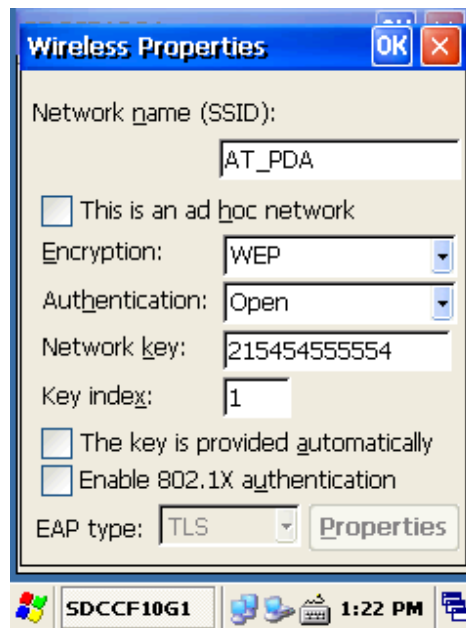 Wireless Properties OK
Network name (SSID):
AT_PDA
This is an ad hoc network
Encryption: WEP
Authentication: Open
Network key: 215454555554
Key index: 1
The key is provided automatically
Enable 802.1X authentication
EAP type: TLS Properties
SDCCF10G1 1:22 PM